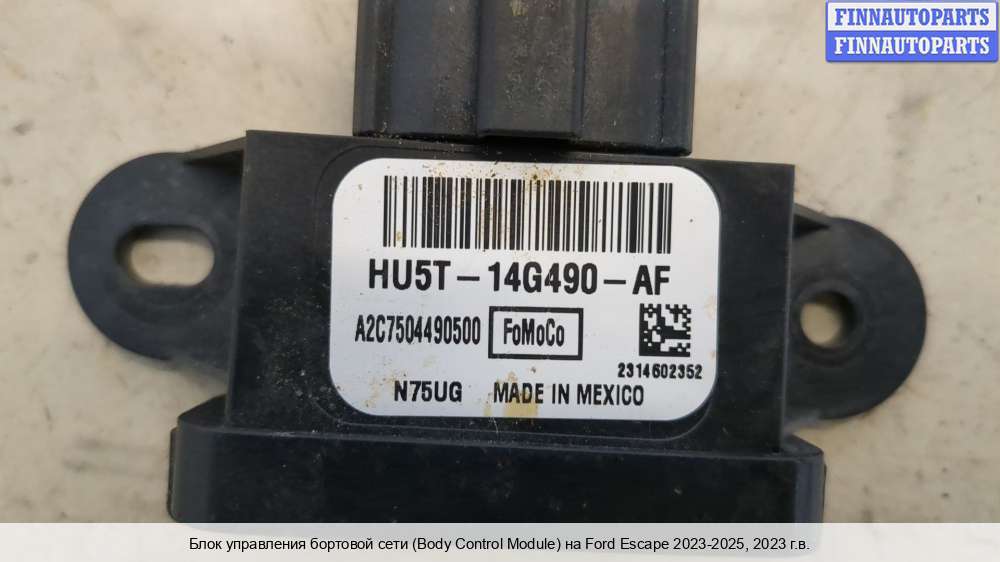 FINNAUTOPARTS
FINNAUTOPARTS
HU5T-14G490-AF
A2C7504490500 FoMoCo
2314602352
N75UG MADE IN MEXICO
Блок управления бортовой сети (Body Control Module) на Ford Escape 2023-2025, 2023 г.в.